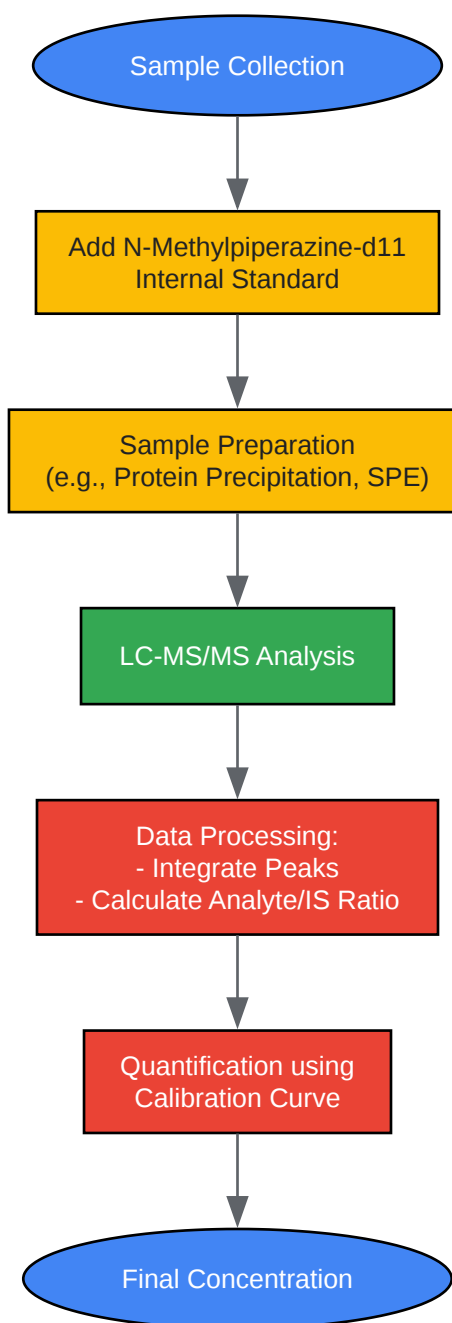 Sample Collection
Add N-Methylpiperazine-d11
Internal Standard
Sample Preparation
(e.g., Protein Precipitation, SPE)
LC-MS/MS Analysis
Data Processing:
- Integrate Peaks
- Calculate Analyte/IS Ratio
Quantification using
Calibration Curve
Final Concentration